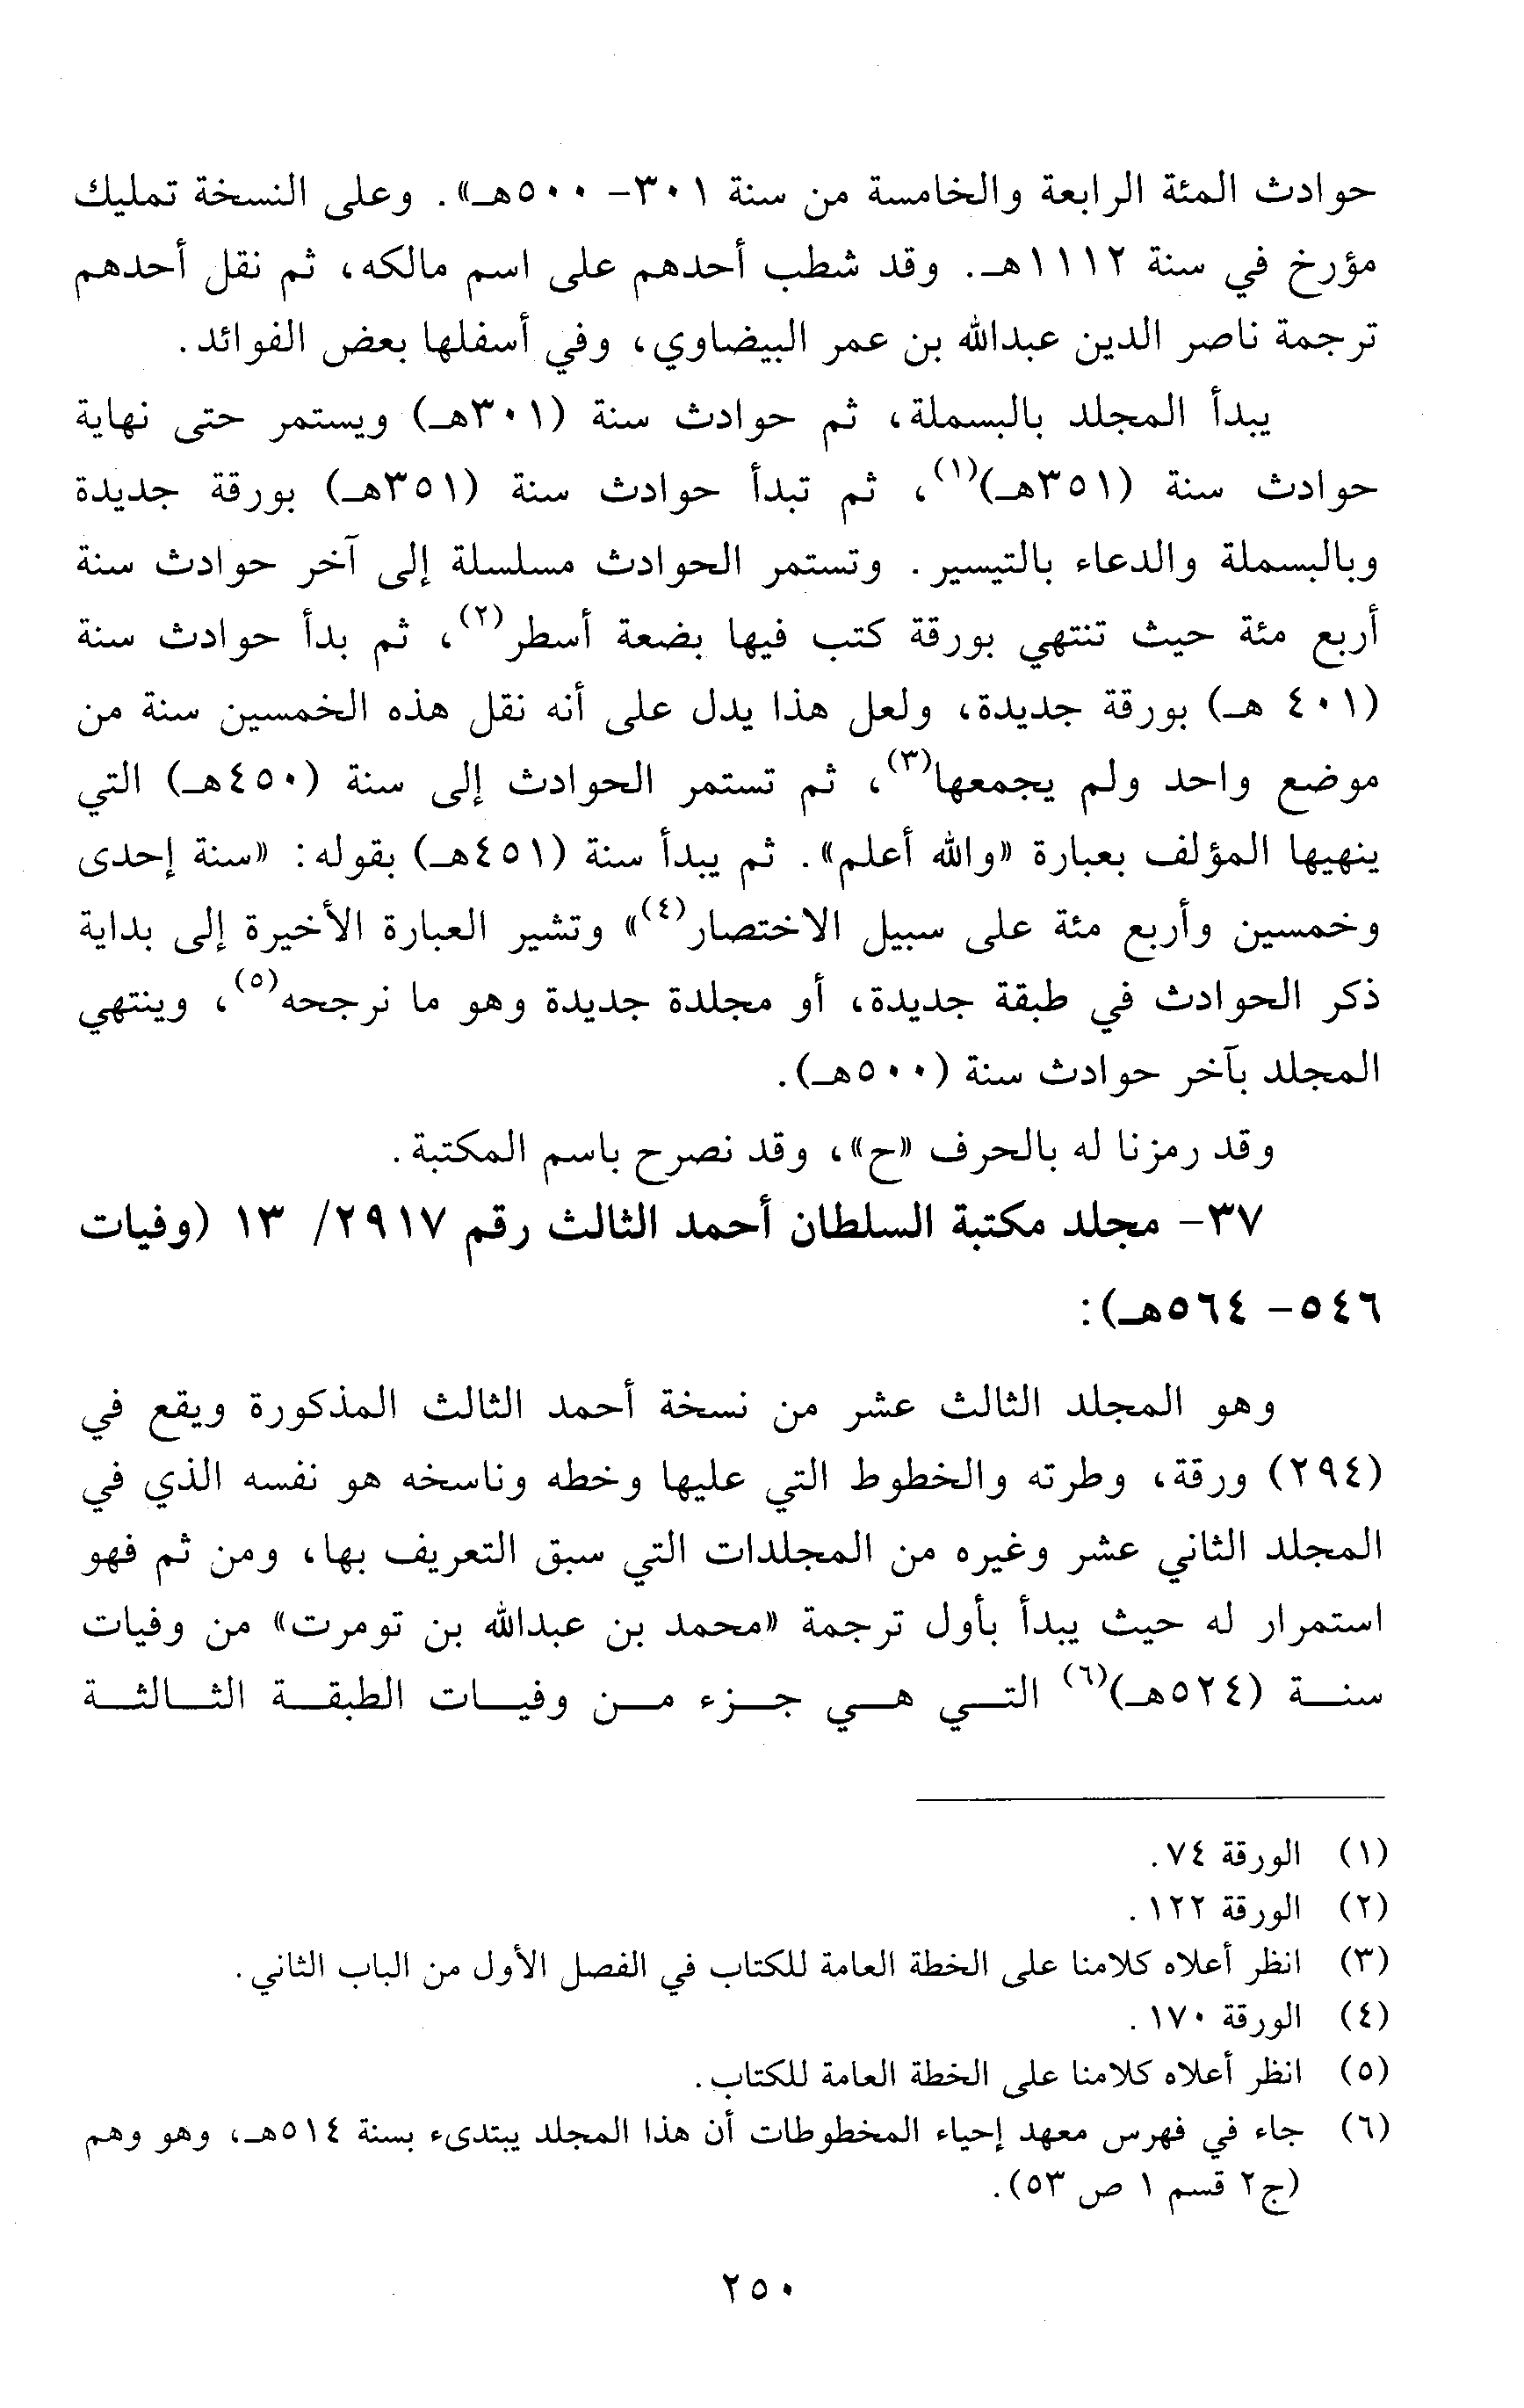 حوادث المئة الرابعة والخامسة من سنة ٣٠١- ٥٠٠هـ». وعلى النسخة تمليك
مؤرخ في سنة ١١١٢هـ. وقد شطب أحدهم على اسم مالكه، ثم نقل أحدهم
ترجمة ناصر الدين عبدالله بن عمر البيضاوي، وفي أسفلها بعض الفوائد.
يبدأ المجلد بالبسملة، ثم حوادث سنة (٣٠١هـ) ويستمر حتى نهاية
حوادث سنة (٣٥١هـ)(١)، ثم تبدأ حوادث سنة (٣٥١هـ) بورقة جديدة
وبالبسملة والدعاء بالتيسير. وتستمر الحوادث مسلسلة إلى آخر حوادث سنة
أربع مئة حيث تنتهي بورقة كتب فيها بضعة أسطر(٢)، ثم بدأ حوادث سنة
(٤٠١ هـ) بورقة جديدة، ولعل هذا يدل على أنه نقل هذه الخمسين سنة من
موضع واحد ولم يجمعها(٣)، ثم تستمر الحوادث إلى سنة (٤٥٠هـ) التي
ينهيها المؤلف بعبارة «والله أعلم». ثم يبدأ سنة (٤٥١هـ) بقوله: «سنة إحدى
وخمسين وأربع مئة على سبيل الاختصار(٤)» وتشير العبارة الأخيرة إلى بداية
ذكر الحوادث في طبقة جديدة، أو مجلدة جديدة وهو ما نرجحه(٥)، وينتهي
المجلد بآخر حوادث سنة (٥٠٠هـ).
وقد رمزنا له بالحرف «ح»، وقد نصرح باسم المكتبة.
٣٧- مجلد مكتبة السلطان أحمد الثالث رقم ٢٩١٧/ ١٣ (وفيات
٥٤٦- ٥٦٤هـ):
وهو المجلد الثالث عشر من نسخة أحمد الثالث المذكورة ويقع في
(٢٩٤) ورقة، وطرته والخطوط التي عليها وخطه وناسخه هو نفسه الذي في
المجلد الثاني عشر وغيره من المجلدات التي سبق التعريف بها، ومن ثم فهو
استمرار له حيث يبدأ بأول ترجمة «محمد بن عبدالله بن تومرت» من وفيات
سنة (٥٢٤هـ)(٦) التي هي جزء من وفيات الطبقة الثالثة
(١) الورقة ٧٤.
(٢) الورقة ١٢٢.
(٣) انظر أعلاه كلامنا على الخطة العامة للكتاب في الفصل الأول من الباب الثاني.
(٤) الورقة ١٧٠.
(٥) انظر أعلاه كلامنا على الخطة العامة للكتاب.
(٦) جاء في فهرس معهد إحياء المخطوطات أن هذا المجلد يبتدىء بسنة ٥١٤هـ، وهو وهم
(ج٢ قسم ١ ص ٥٣).
٢٥٠